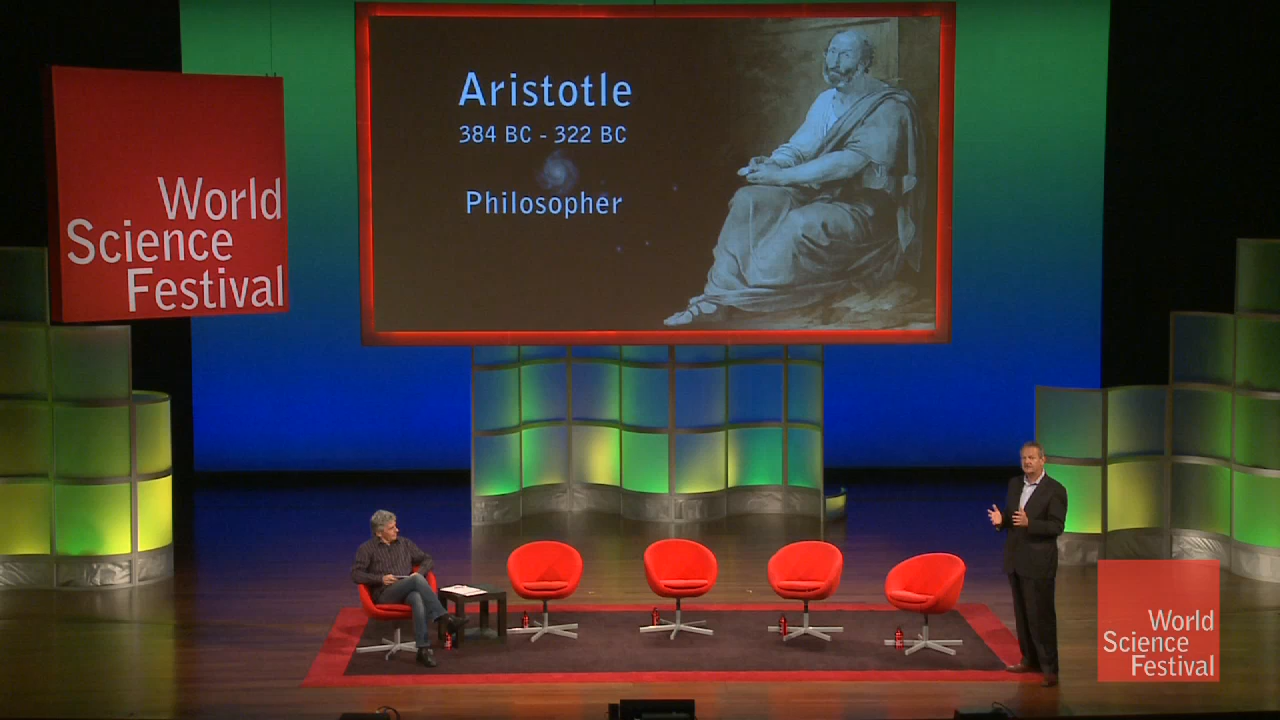 World
Science
Festival
Aristotle
384 BC - 322 BC
Philosopher
World
Science
Festival